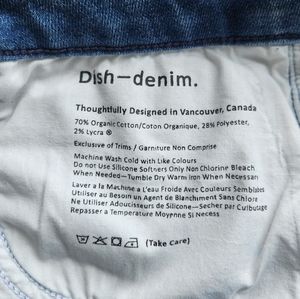 Dish—denim.
Thoughtfully Designed in Vancouver, Canada
70% Organic Cotton/Coton Organique, 28% Polyester,
2% Lycra ®
Exclusive of Trims / Garniture Non Comprise
Machine Wash Cold with Like Colours
Do not Use Silicone Softners Only Non Chlorine Bleach
When Needed—Tumble Dry Warm Iron When Necessary
Laver a la Machine a L'eau Froide Avec Couleurs Semblables
Utiliser au Besoin un Agent de Blanchiment Sans Chlore
Ne Utiliser Adoucisseurs de Silicone—Secher par Culbutage
Repasser a Temperature Moyenne Si Necess
(Take Care)